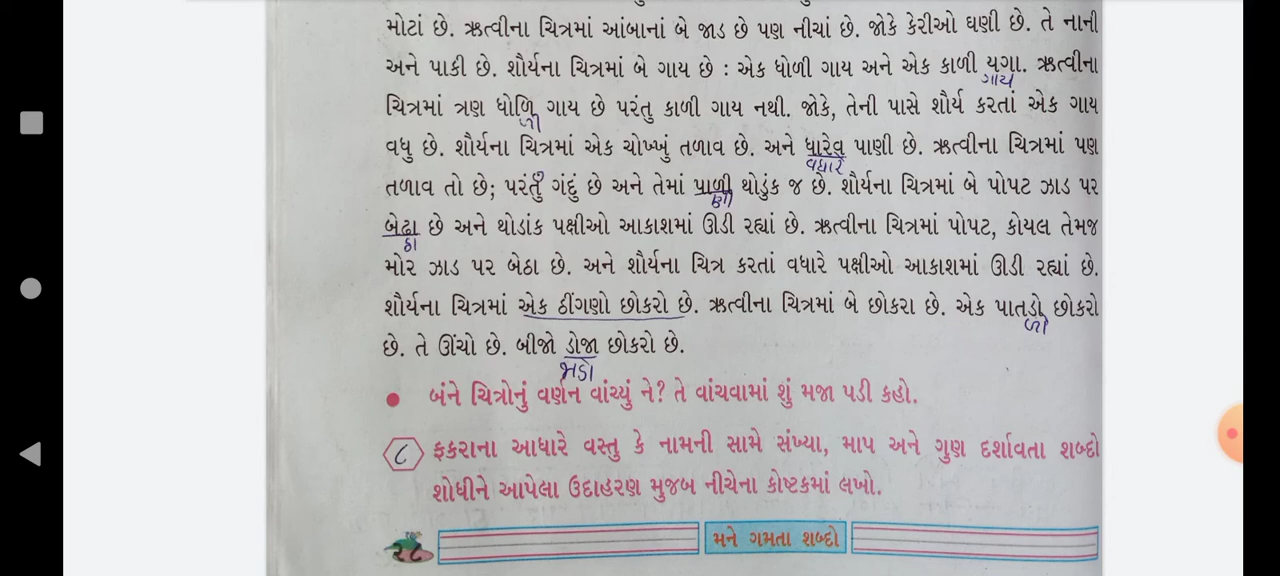 મોટાં છે. ઋત્વીના ચિત્રમાં આંબાનાં બે જાડ છે પણ નીચાં છે. જોકે કેરીઓ ઘણી છે. તે નાની
અને પાકી છે. શૌર્યના ચિત્રમાં બે ગાય છે : એક ધોળી ગાય અને એક કાળી યગા. ઋત્વીના
ગાય
ચિત્રમાં ત્રણ ધોળિ ગાય છે પરંતુ કાળી ગાય નથી. જોકે, તેની પાસે શૌર્ય કરતાં એક ગાય
ળી
વધુ છે. શૌર્યના ચિત્રમાં એક ચોખ્ખું તળાવ છે. અને ધારેવ પાણી છે. ઋત્વીના ચિત્રમાં પણ
વધારે
તળાવ તો છે; પરંતું ગંદું છે અને તેમાં પ્રાળી થોડુંક જ છે. શૌર્યના ચિત્રમાં બે પોપટ ઝાડ પર
ણી
બેઢા છે અને થોડાંક પક્ષીઓ આકાશમાં ઊડી રહ્યાં છે. ઋત્વીના ચિત્રમાં પોપટ, કોયલ તેમજ
ઠા
મોર ઝાડ પર બેઠા છે. અને શૌર્યના ચિત્ર કરતાં વધારે પક્ષીઓ આકાશમાં ઊડી રહ્યાં છે.
શૌર્યના ચિત્રમાં એક ઠીંગણો છોકરો છે. ઋત્વીના ચિત્રમાં બે છોકરા છે. એક પાતડો છોકરો
ળો
છે. તે ઊંચો છે. બીજો ડોજા છોકરો છે.
જાડો
• બંને ચિત્રોનું વર્ણન વાંચ્યું ને? તે વાંચવામાં શું મજા પડી કહો.
૮ ફકરાના આધારે વસ્તુ કે નામની સામે સંખ્યા, માપ અને ગુણ દર્શાવતા શબ્દો
શોધીને આપેલા ઉદાહરણ મુજબ નીચેના કોષ્ટકમાં લખો.
૨૮ મને ગમતા શબ્દો